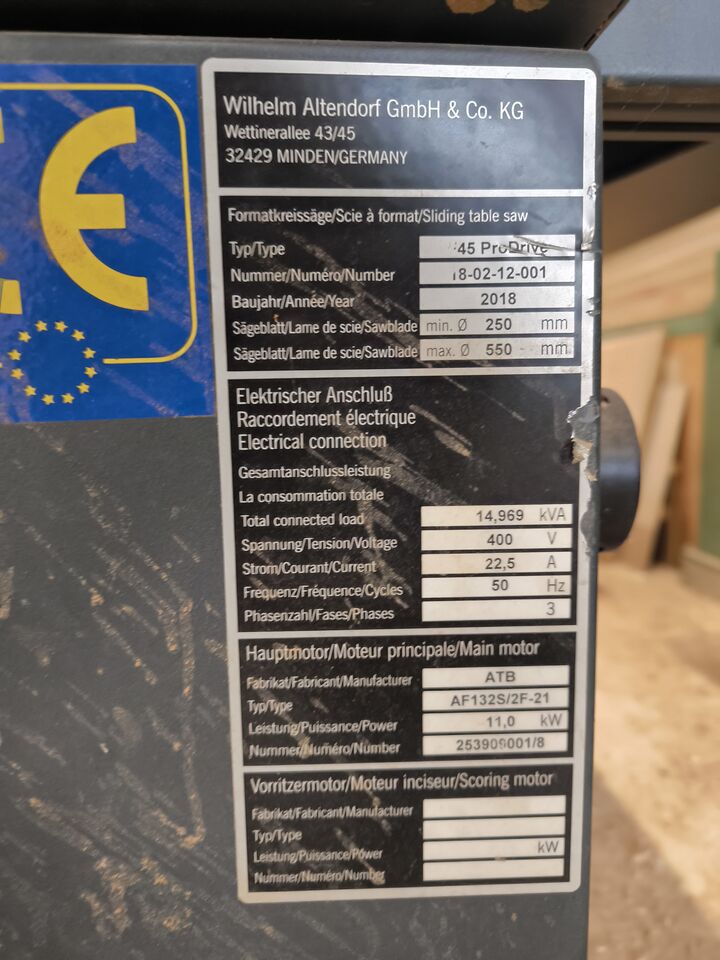 CE
Wilhelm Altendorf GmbH & Co. KG
Wettinerallee 43/45
32429 MINDEN/GERMANY
Formatkreissäge/Scie à format/Sliding table saw
Typ/Type 45 ProDrive
Nummer/Numéro/Number 18-02-12-001
Baujahr/Année/Year 2018
Sägeblatt/Lame de scie/Sawblade min. Ø 250 mm
Sägeblatt/Lame de scie/Sawblade max. Ø 550 mm
Elektrischer Anschluß
Raccordement électrique
Electrical connection
Gesamtanschlussleistung
La consommation totale
Total connected load 14,969 kVA
Spannung/Tension/Voltage 400 V
Strom/Courant/Current 22,5 A
Frequenz/Fréquence/Cycles 50 Hz
Phasenzahl/Fases/Phases 3
Hauptmotor/Moteur principale/Main motor
Fabrikat/Fabricant/Manufacturer ATB
Typ/Type AF132S/2F-21
Leistung/Puissance/Power 11,0 kW
Nummer/Numéro/Number 253909001/8
Vorritzermotor/Moteur inciseur/Scoring motor
Fabrikat/Fabricant/Manufacturer
Typ/Type
Leistung/Puissance/Power kW
Nummer/Numéro/Number